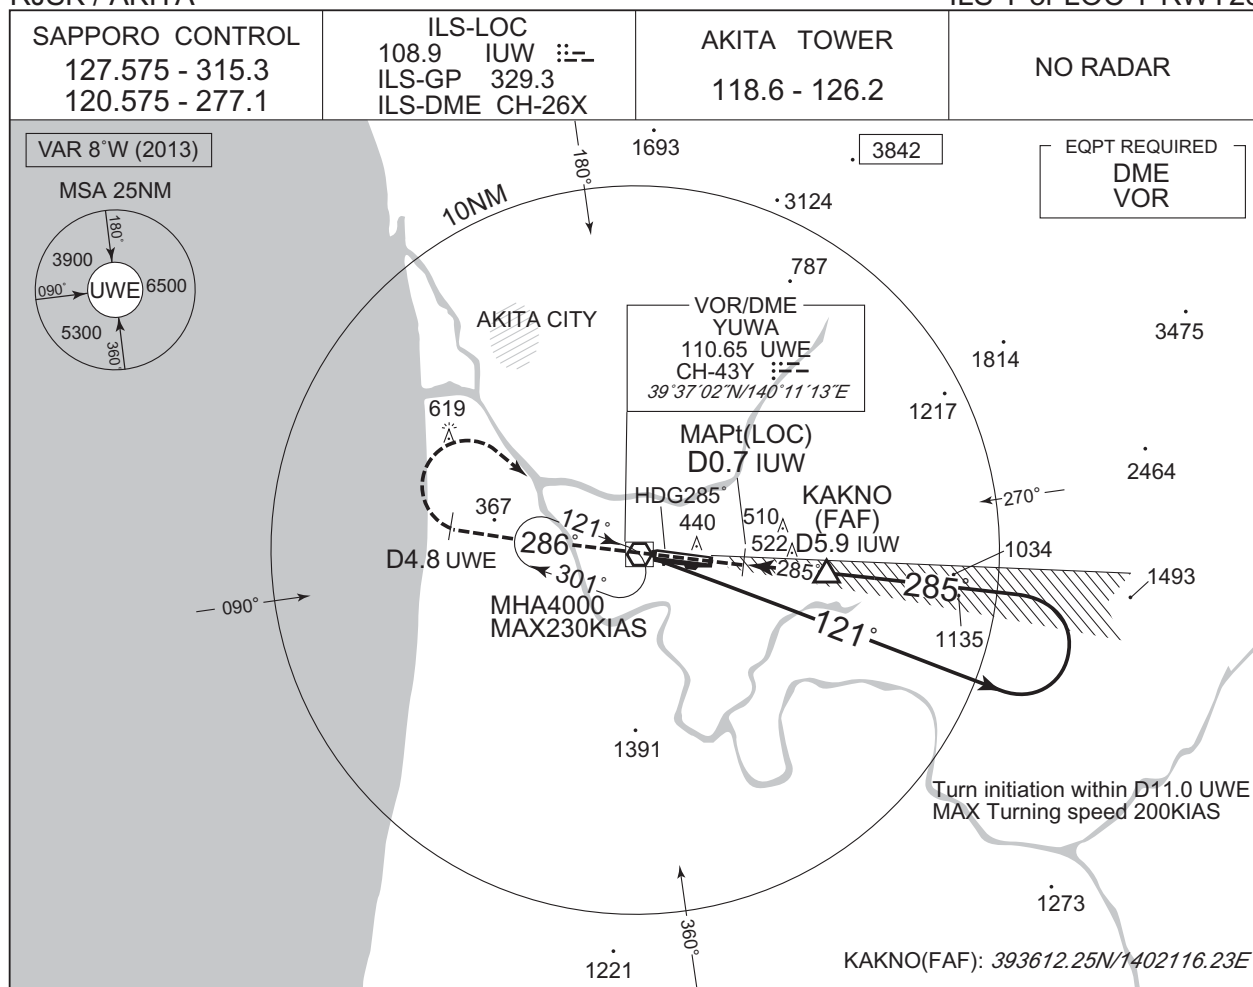 SAPPORO CONTROL
127.575 - 315.3
120.575 - 277.1
ILS-LOC
108.9 IUW
ILS-GP 329.3
ILS-DME CH-26X
AKITA TOWER
118.6 - 126.2
NO RADAR
VAR 8°W (2013)
MSA 25NM
180°
3900
090°
UWE
6500
5300
360°
10NM
180°
1693
3842
3124
787
EQPT REQUIRED
DME
VOR
AKITA CITY
VOR/DME
YUWA
110.65 UWE
CH-43Y
39°37´02˝N/140°11´13˝E
3475
1814
1217
2464
619
MAPt(LOC)
D0.7 IUW
HDG285°
KAKNO
(FAF)
D5.9 IUW
270°
367
440
510
522
121°
286°
301°
D4.8 UWE
285°
285°
1034
1493
090°
MHA4000
MAX230KIAS
121°
1135
1391
Turn initiation within D11.0 UWE
MAX Turning speed 200KIAS
1273
360°
1221
KAKNO(FAF): 393612.25N/1402116.23E